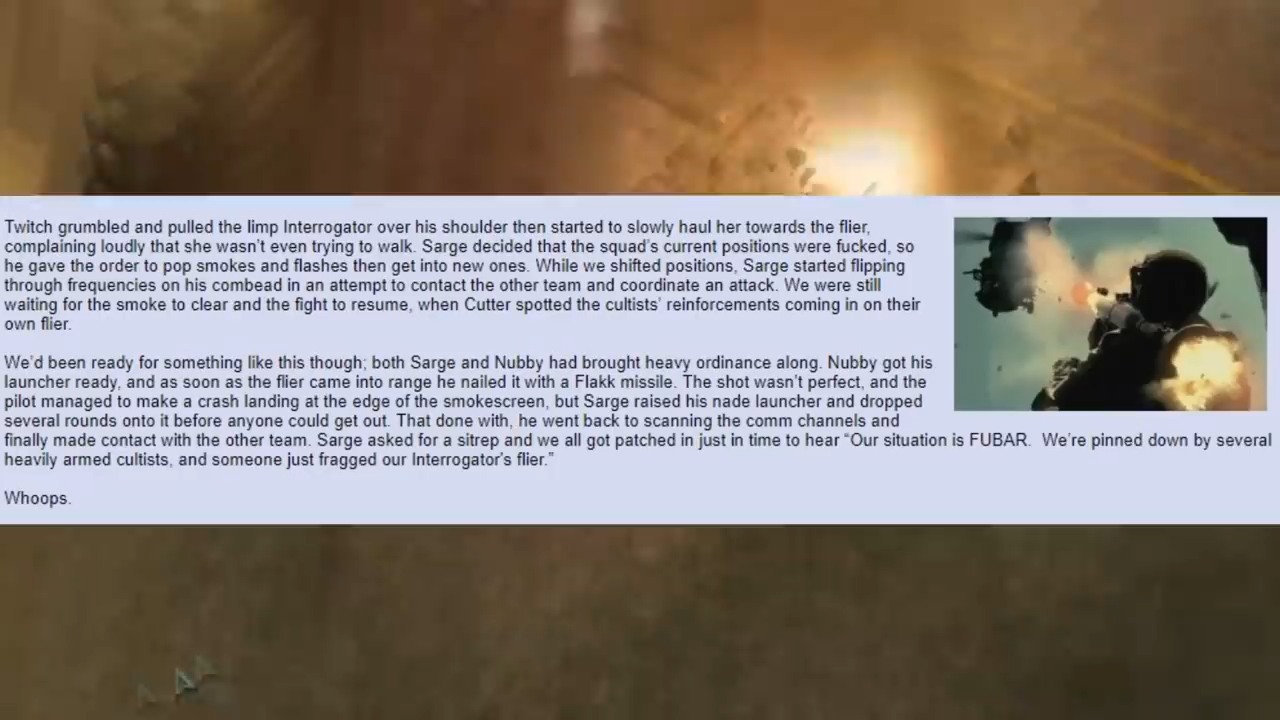 Twitch grumbled and pulled the limp Interrogator over his shoulder then started to slowly haul her towards the flier,
complaining loudly that she wasn't even trying to walk. Sarge decided that the squad's current positions were fucked, so
he gave the order to pop smokes and flashes then get into new ones. While we shifted positions, Sarge started flipping
through frequencies on his combead in an attempt to contact the other team and coordinate an attack. We were still
waiting for the smoke to clear and the fight to resume, when Cutter spotted the cultists' reinforcements coming in on their
own flier.
We'd been ready for something like this though; both Sarge and Nubby had brought heavy ordinance along. Nubby got his
launcher ready, and as soon as the flier came into range he nailed it with a Flakk missile. The shot wasn't perfect, and the
pilot managed to make a crash landing at the edge of the smokescreen, but Sarge raised his nade launcher and dropped
several rounds onto it before anyone could get out. That done with, he went back to scanning the comm channels and
finally made contact with the other team. Sarge asked for a sitrep and we all got patched in just in time to hear “Our situation is FUBAR. We're pinned down by several
heavily armed cultists, and someone just fragged our Interrogator's flier.”
Whoops.